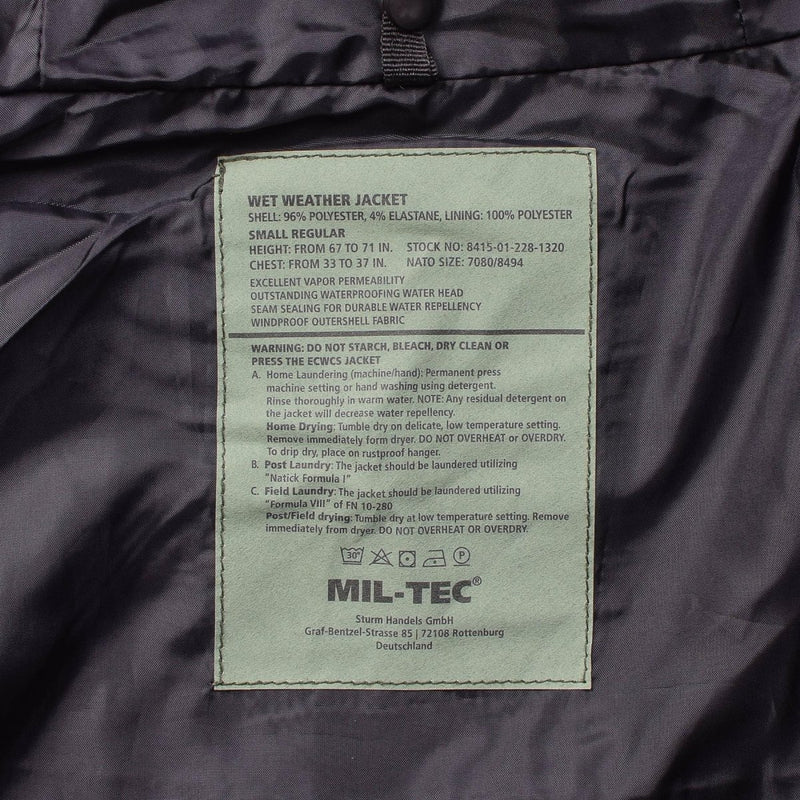 WET WEATHER JACKET
SHELL: 96% POLYESTER, 4% ELASTANE, LINING: 100% POLYESTER
SMALL REGULAR
HEIGHT: FROM 67 TO 71 IN. STOCK NO: 8415-01-228-1320
CHEST: FROM 33 TO 37 IN. NATO SIZE: 7080/8494
EXCELLENT VAPOR PERMEABILITY
OUTSTANDING WATERPROOFING WATER HEAD
SEAM SEALING FOR DURABLE WATER REPELLENCY
WINDPROOF OUTERSHELL FABRIC
WARNING: DO NOT STARCH, BLEACH, DRY CLEAN OR
PRESS THE ECWCS JACKET
A. Home Laundering (machine/hand): Permanent press
machine setting or hand washing using detergent.
Rinse thoroughly in warm water. NOTE: Any residual detergent on
the jacket will decrease water repellency.
Home Drying: Tumble dry on delicate, low temperature setting.
Remove immediately form dryer. DO NOT OVERHEAT or OVERDRY.
To drip dry, place on rustproof hanger.
B. Post Laundry: The jacket should be laundered utilizing
"Natick Formula I"
C. Field Laundry: The jacket should be laundered utilizing
"Formula VIII" of FN 10-280
Post/Field drying: Tumble dry at low temperature setting. Remove
immediately from dryer. DO NOT OVERHEAT OR OVERDRY.
30° P
MIL-TEC®
Sturm Handels GmbH
Graf-Bentzel-Strasse 85 | 72108 Rottenburg
Deutschland